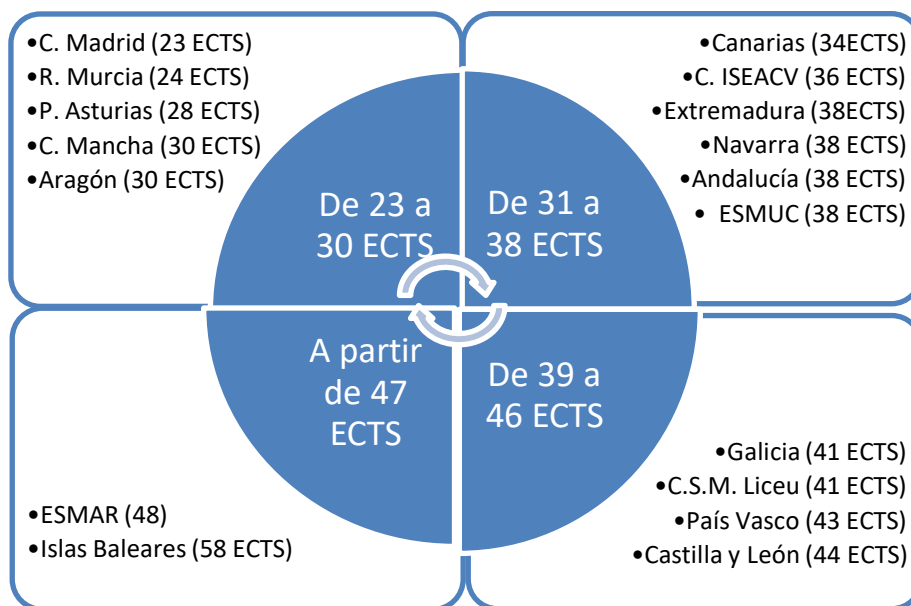 •C. Madrid (23 ECTS)
•R. Murcia (24 ECTS)
•P. Asturias (28 ECTS)
•C. Mancha (30 ECTS)
•Aragón (30 ECTS)
De 23 a
30 ECTS
•Canarias (34ECTS)
•C. ISEACV (36 ECTS)
•Extremadura (38ECTS)
•Navarra (38 ECTS)
•Andalucía (38 ECTS)
• ESMUC (38 ECTS)
De 31 a
38 ECTS
A partir
de 47
ECTS
•ESMAR (48)
•Islas Baleares (58 ECTS)
De 39 a
46 ECTS
•Galicia (41 ECTS)
•C.S.M. Liceu (41 ECTS)
•País Vasco (43 ECTS)
•Castilla y León (44 ECTS)